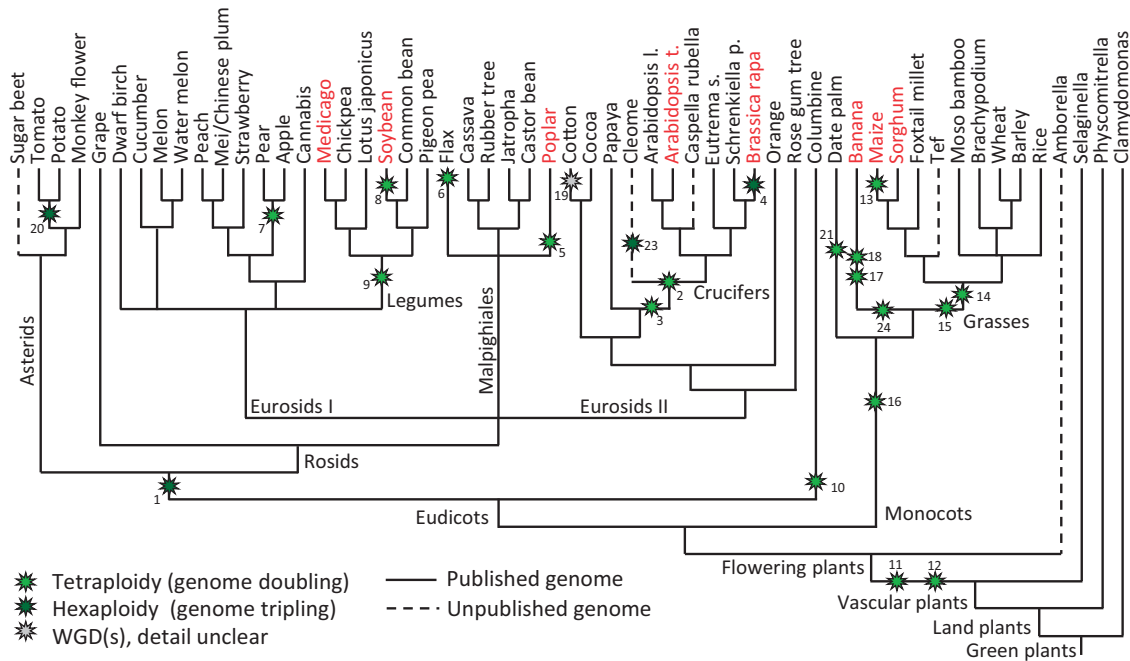 Sugar beet
Tomato
Potato
Monkey flower
Grape
Dwarf birch
Cucumber
Melon
Water melon
Peach
Mei/Chinese plum
Strawberry
Pear
Apple
Cannabis
Medicago
Chickpea
Lotus japonicus
Soybean
Common bean
Pigeon pea
Flax
Cassava
Rubber tree
Jatropha
Castor bean
Poplar
Cotton
Cocoa
Papaya
Cleome
Arabidopsis l.
Arabidopsis t.
Caspella rubella
Eutrema s.
Schrenkiella p.
Brassica rapa
Orange
Rose gum tree
Columbine
Date palm
Banana
Maize
Sorghum
Foxtail millet
Tef
Moso bamboo
Brachypodium
Wheat
Barley
Rice
Amborella
Selaginella
Physcomitrella
Clamydomonas
20
7
8
6
19
4
13
5
23
21
18
17
9
Legumes
2
Crucifers
3
14
24
15
Grasses
Asterids
Malpighiales
Eurosids I
Eurosids II
16
Rosids
1
10
Eudicots
Monocots
Flowering plants
11
12
Vascular plants
Land plants
Green plants
Tetraploidy (genome doubling)
Hexaploidy (genome tripling)
WGD(s), detail unclear
Published genome
Unpublished genome